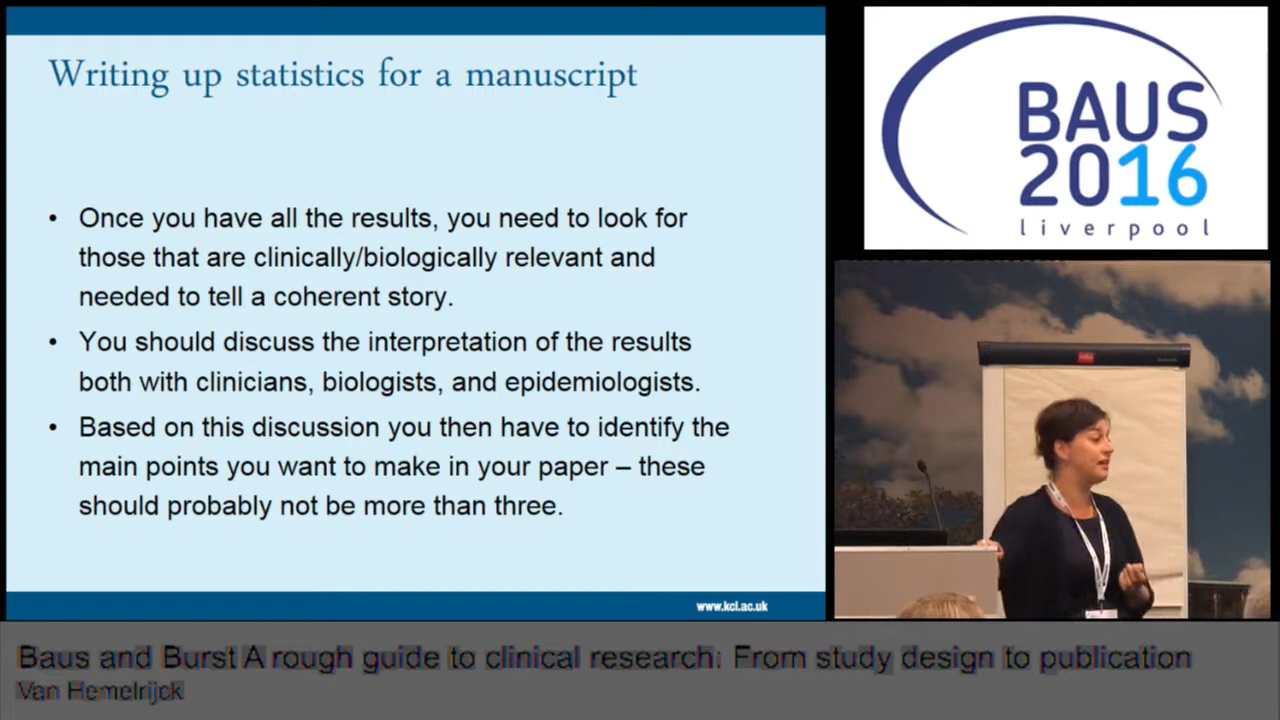 Writing up statistics for a manuscript
• Once you have all the results, you need to look for
those that are clinically/biologically relevant and
needed to tell a coherent story.
• You should discuss the interpretation of the results
both with clinicians, biologists, and epidemiologists.
• Based on this discussion you then have to identify the
main points you want to make in your paper – these
should probably not be more than three.
www.kcl.ac.uk
BAUS
2016
liverpool
Baus and Burst A rough guide to clinical research: From study design to publication
Van Hemelrijck